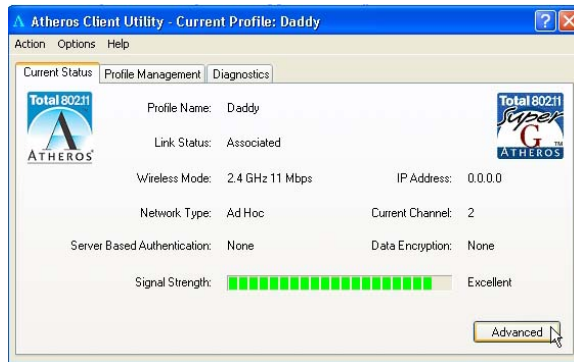 Atheros Client Utility - Current Profile: Daddy
Action Options Help
Current Status Profile Management Diagnostics
Total 802.11
ATHEROS
Total 802.11
Super
G
TM
ATHEROS
Profile Name: Daddy
Link Status: Associated
Wireless Mode: 2.4 GHz 11 Mbps IP Address: 0.0.0.0
Network Type: Ad Hoc Current Channel: 2
Server Based Authentication: None Data Encryption: None
Signal Strength: Excellent
Advanced